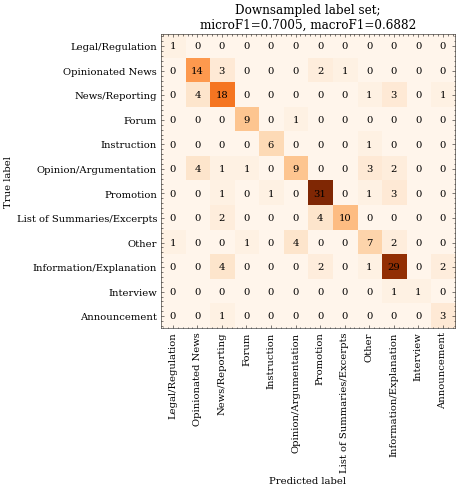 Downsampled label set;
microF1=0.7005, macroF1=0.6882
True label
Legal/Regulation 1 0 0 0 0 0 0 0 0 0 0 0
Opinionated News 0 14 3 0 0 0 2 1 0 0 0 0
News/Reporting 0 4 18 0 0 0 0 0 1 3 0 1
Forum 0 0 0 9 0 1 0 0 0 0 0 0
Instruction 0 0 0 0 6 0 0 0 1 0 0 0
Opinion/Argumentation 0 4 1 1 0 9 0 0 3 2 0 0
Promotion 0 0 1 0 1 0 31 0 1 3 0 0
List of Summaries/Excerpts 0 0 2 0 0 0 4 10 0 0 0 0
Other 1 0 0 1 0 4 0 0 7 2 0 0
Information/Explanation 0 0 4 0 0 0 2 0 1 29 0 2
Interview 0 0 0 0 0 0 0 0 0 1 1 0
Announcement 0 0 1 0 0 0 0 0 0 0 0 3
Legal/Regulation
Opinionated News
News/Reporting
Forum
Instruction
Opinion/Argumentation
Promotion
List of Summaries/Excerpts
Other
Information/Explanation
Interview
Announcement
Predicted label